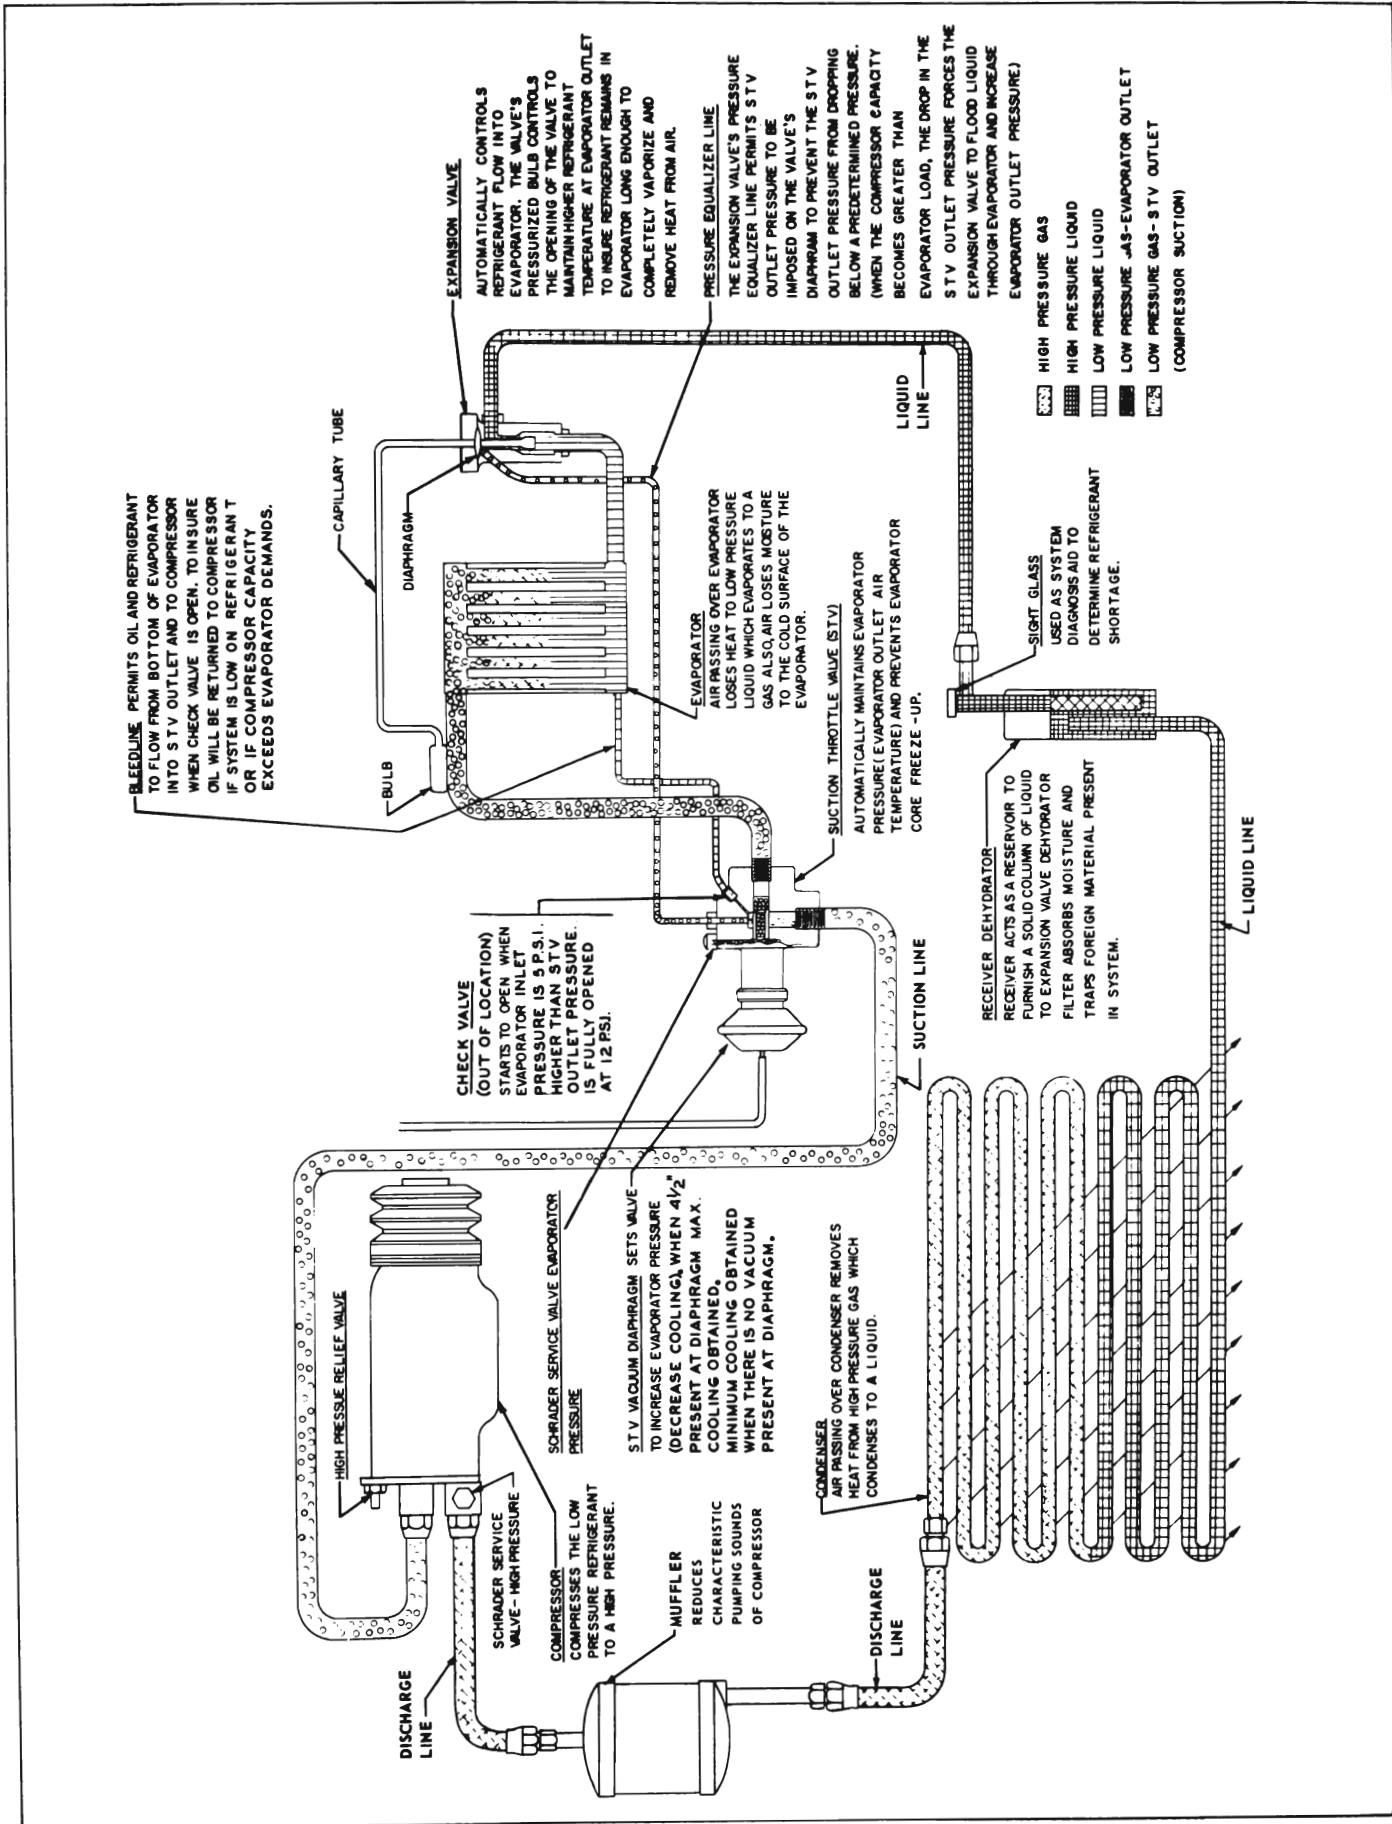 BLEEDLINE PERMITS OIL AND REFRIGERANT
TO FLOW FROM BOTTOM OF EVAPORATOR
INTO STV OUTLET AND TO COMPRESSOR
WHEN CHECK VALVE IS OPEN. TO INSURE
OIL WILL BE RETURNED TO COMPRESSOR
IF SYSTEM IS LOW ON REFRIGERANT
OR IF COMPRESSOR CAPACITY
EXCEEDS EVAPORATOR DEMANDS.
CAPILLARY TUBE
BULB
DIAPHRAGM
EXPANSION VALVE
AUTOMATICALLY CONTROLS
REFRIGERANT FLOW INTO
EVAPORATOR. THE VALVE'S
PRESSURIZED BULB CONTROLS
THE OPENING OF THE VALVE TO
MAINTAIN HIGHER REFRIGERANT
TEMPERATURE AT EVAPORATOR OUTLET
TO INSURE REFRIGERANT REMAINS IN
EVAPORATOR LONG ENOUGH TO
COMPLETELY VAPORIZE AND
REMOVE HEAT FROM AIR.
PRESSURE EQUALIZER LINE
THE EXPANSION VALVE'S PRESSURE
EQUALIZER LINE PERMITS STV
OUTLET PRESSURE TO BE
IMPOSED ON THE VALVE'S
DIAPHRAM TO PREVENT THE STV
OUTLET PRESSURE FROM DROPPING
BELOW A PREDETERMINED PRESSURE.
(WHEN THE COMPRESSOR CAPACITY
BECOMES GREATER THAN
EVAPORATOR LOAD, THE DROP IN THE
STV OUTLET PRESSURE FORCES THE
EXPANSION VALVE TO FLOOD LIQUID
THROUGH EVAPORATOR AND INCREASE
EVAPORATOR OUTLET PRESSURE)
EVAPORATOR
AIR PASSING OVER EVAPORATOR
LOSES HEAT TO LOW PRESSURE
LIQUID WHICH EVAPORATES TO A
GAS ALSO, AIR LOSES MOISTURE
TO THE COLD SURFACE OF THE
EVAPORATOR.
SUCTION THROTTLE VALVE (STV)
AUTOMATICALLY MAINTAINS EVAPORATOR
PRESSURE (EVAPORATOR OUTLET AIR
TEMPERATURE) AND PREVENTS EVAPORATOR
CORE FREEZE-UP.
LIQUID
LINE
HIGH PRESSURE GAS
HIGH PRESSURE LIQUID
LOW PRESSURE LIQUID
LOW PRESSURE GAS-EVAPORATOR OUTLET
LOW PRESSURE GAS-STV OUTLET
(COMPRESSOR SUCTION)
CHECK VALVE
(OUT OF LOCATION)
STARTS TO OPEN WHEN
EVAPORATOR INLET
PRESSURE IS 5 P.S.I.
HIGHER THAN STV
OUTLET PRESSURE.
IS FULLY OPENED
AT 12 P.S.I.
SIGHT GLASS
USED AS SYSTEM
DIAGNOSIS AID TO
DETERMINE REFRIGERANT
SHORTAGE.
RECEIVER DEHYDRATOR
RECEIVER ACTS AS A RESERVOIR TO
FURNISH A SOLID COLUMN OF LIQUID
TO EXPANSION VALVE DEHYDRATOR
FILTER ABSORBS MOISTURE AND
TRAPS FOREIGN MATERIAL PRESENT
IN SYSTEM.
LIQUID LINE
SUCTION LINE
HIGH PRESSUE RELIEF VALVE
SCHRADER SERVICE VALVE EVAPORATOR
PRESSURE
STV VACUUM DIAPHRAGM SETS VALVE
TO INCREASE EVAPORATOR PRESSURE
(DECREASE COOLING), WHEN 4½"
PRESENT AT DIAPHRAGM MAX.
COOLING OBTAINED.
MINIMUM COOLING OBTAINED
WHEN THERE IS NO VACUUM
PRESENT AT DIAPHRAGM.
CONDENSER
AIR PASSING OVER CONDENSER REMOVES
HEAT FROM HIGH PRESSURE GAS WHICH
CONDENSES TO A LIQUID.
SCHRADER SERVICE
VALVE-HIGH PRESSURE
COMPRESSOR
COMPRESSES THE LOW
PRESSURE REFRIGERANT
TO A HIGH PRESSURE.
MUFFLER
REDUCES
CHARACTERISTIC
PUMPING SOUNDS
OF COMPRESSOR
DISCHARGE
LINE
DISCHARGE
LINE